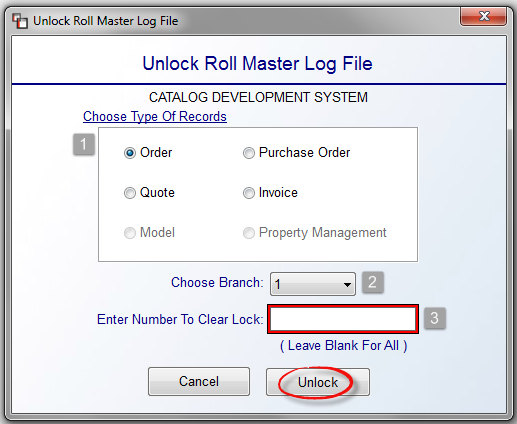 Unlock Roll Master Log File
Unlock Roll Master Log File
CATALOG DEVELOPMENT SYSTEM
Choose Type Of Records
1
Order Purchase Order
Quote Invoice
Model Property Management
Choose Branch: 1 2
Enter Number To Clear Lock: 3
( Leave Blank For All )
Cancel Unlock